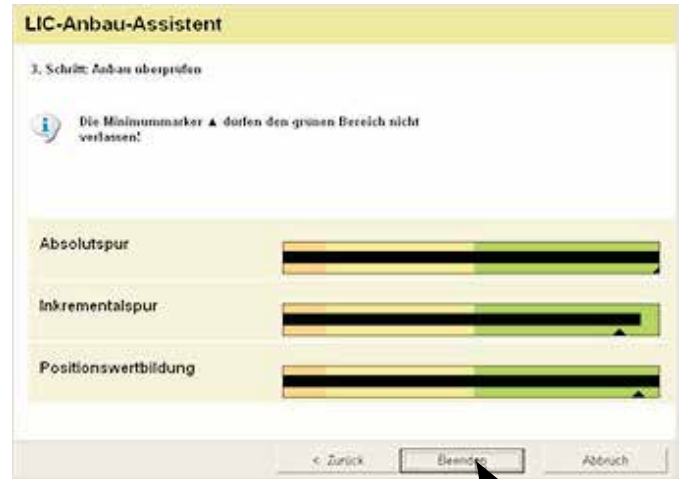 LIC-Anbau-Assistent
3. Schritt: Anbau überprüfen
Die Minimummarker ▲ dürfen den grünen Bereich nicht
verlassen!
Absolutspur
Inkrementalspur
Positionswertbildung
< Zurück Beenden Abbruch